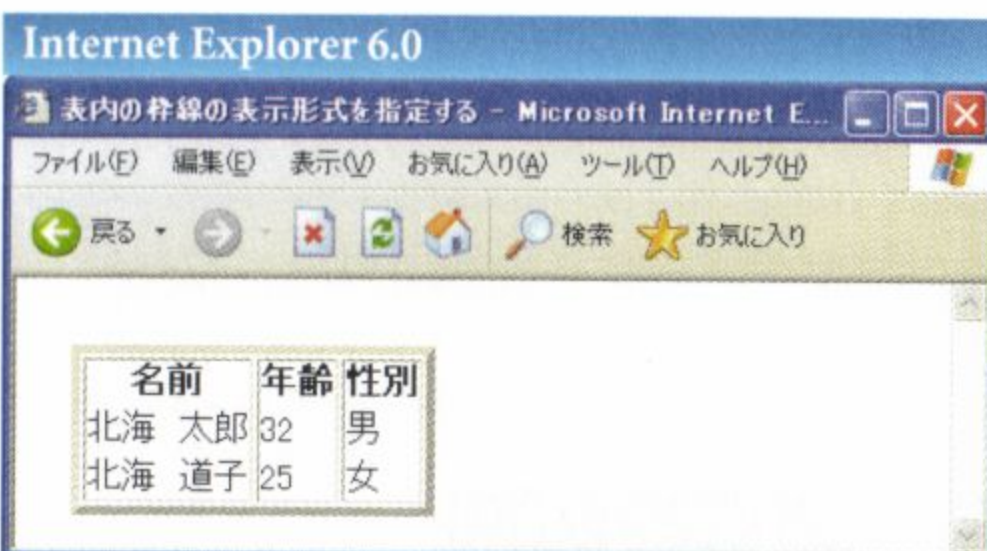 Internet Explorer 6.0
表内の枠線の表示形式を指定する - Microsoft Internet E...
ファイル(F) 編集(E) 表示(V) お気に入り(A) ツール(T) ヘルプ(H)
戻る 検索 お気に入り
名前 年齢 性別
北海 太郎 32 男
北海 道子 25 女